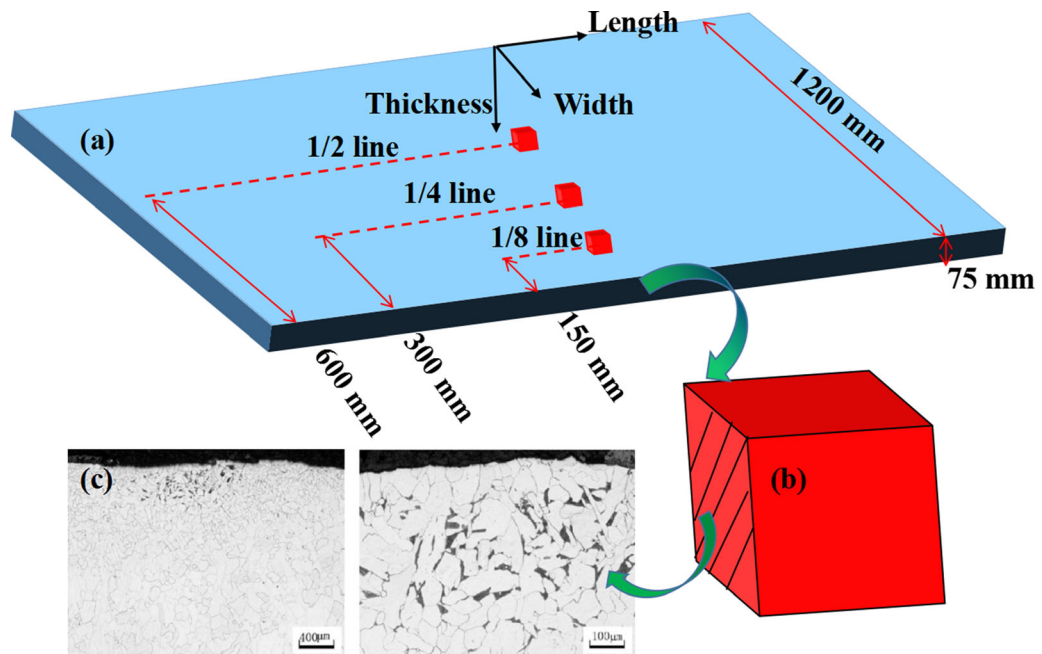 Length
Thickness
Width
(a)
1200 mm
1/2 line
1/4 line
1/8 line
75 mm
600 mm
300 mm
150 mm
(b)
(c)
400μm
100μm